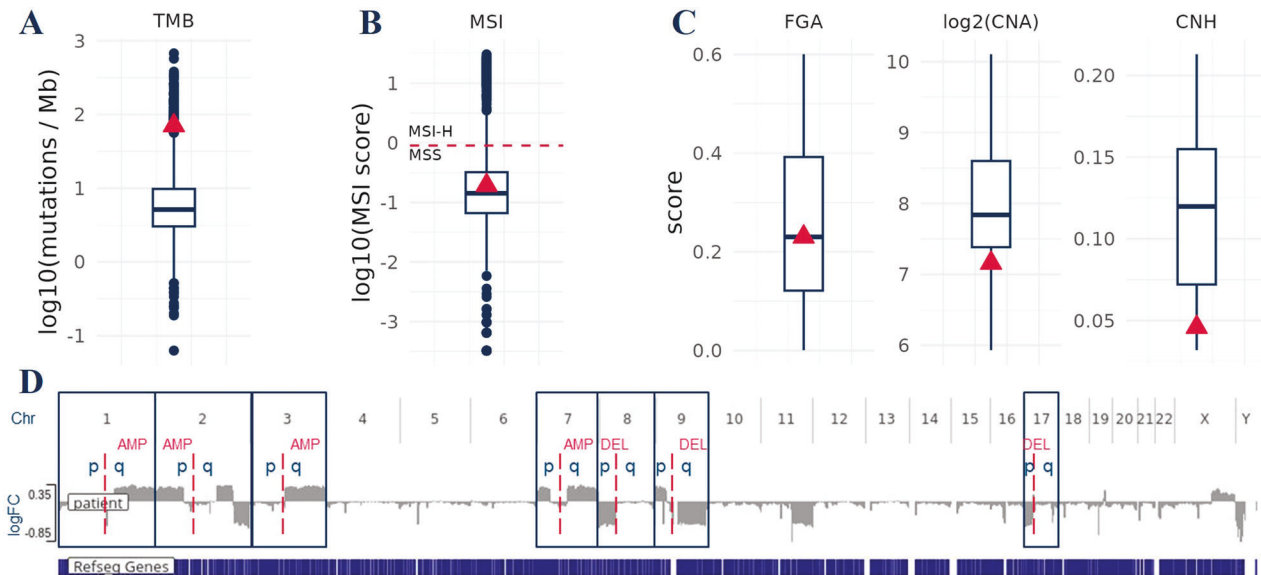 A
TMB
log10(mutations / Mb)
3
2
1
0
-1
B
MSI
log10(MSI score)
1
0
-1
-2
-3
MSI-H
MSS
C
FGA
log2(CNA)
CNH
score
0.6
0.4
0.2
0.0
10
9
8
7
6
0.20
0.15
0.10
0.05
D
Chr 1 2 3 4 5 6 7 8 9 10 11 12 13 14 15 16 17 18 19 20 21 22 X Y
AMP AMP AMP AMP DEL DEL DEL
p q p q p q p q p q p q p q
logFC
0.35
-0.85
patient
Refseq Genes